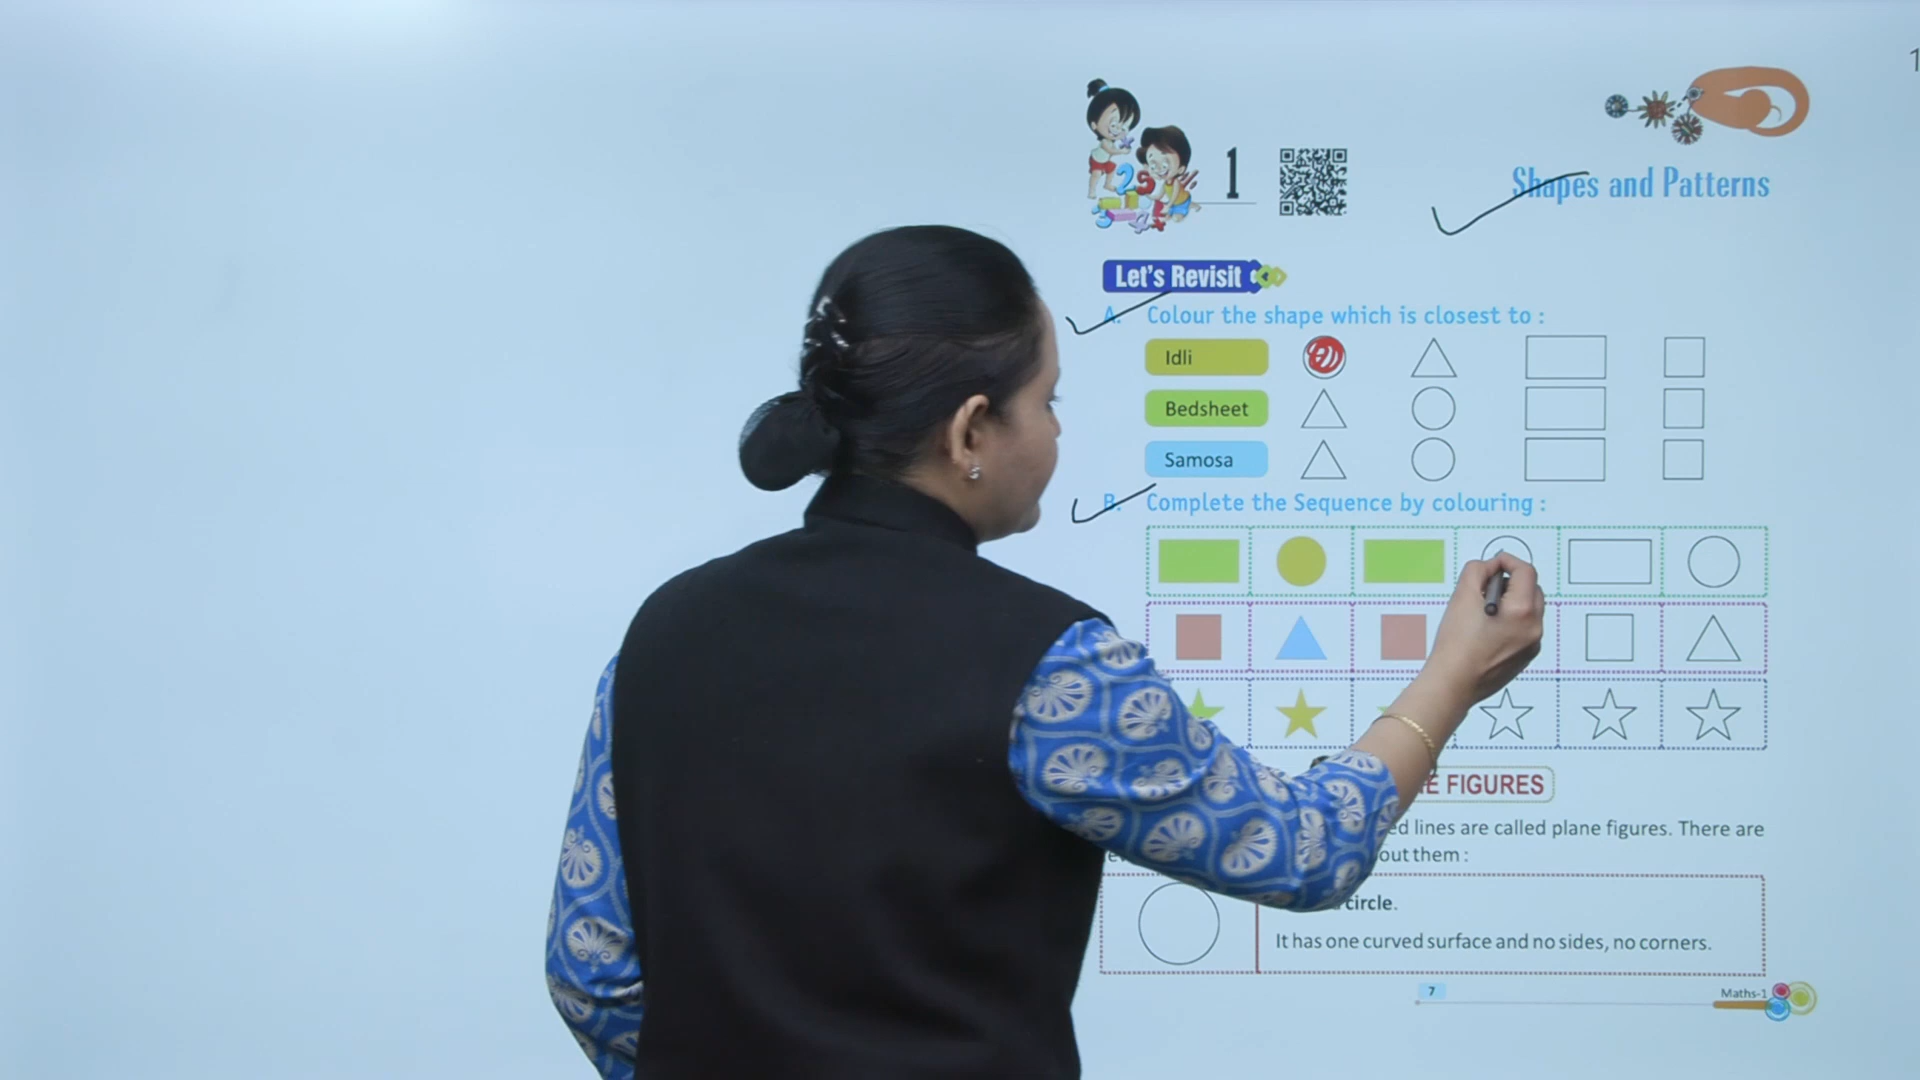 1
1
Shapes and Patterns
Let's Revisit
A. Colour the shape which is closest to :
Idli
Bedsheet
Samosa
B. Complete the Sequence by colouring :
FIGURES
lines are called plane figures. There are
them :
circle.
It has one curved surface and no sides, no corners.
7
Maths-1